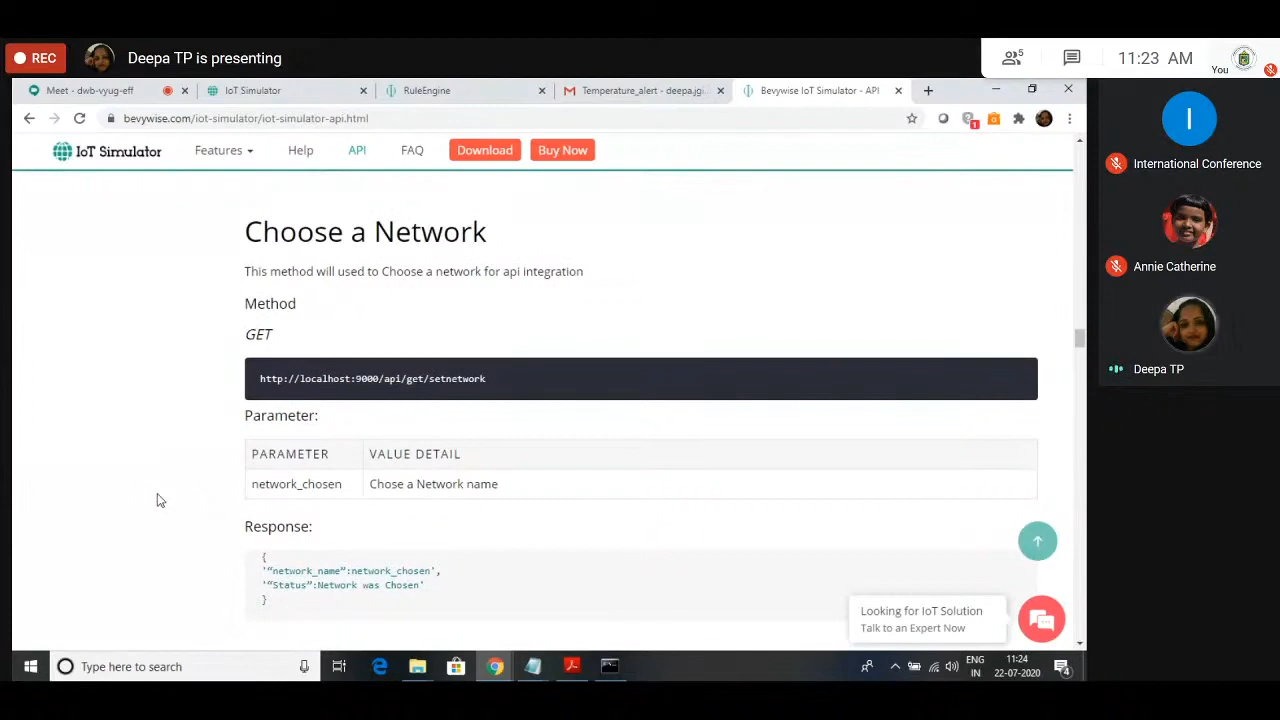 REC
Deepa TP is presenting
5
11:23 AM
You
Meet - dwb-vyug-eff
IoT Simulator
RuleEngine
Temperature_alert - deepa.jgi
Bevywise IoT Simulator - API
bevywise.com/iot-simulator/iot-simulator-api.html
1
IoT Simulator
Features
Help
API
FAQ
Download
Buy Now
Choose a Network
This method will used to Choose a network for api integration
Method
GET
http://localhost:9000/api/get/setnetwork
Parameter:
PARAMETER VALUE DETAIL
network_chosen Chose a Network name
Response:
{
'“network_name”:network_chosen',
'“Status”:Network was Chosen'
}
Looking for IoT Solution
Talk to an Expert Now
I
International Conference
Annie Catherine
Deepa TP
Type here to search
ENG
IN
11:24
22-07-2020
4